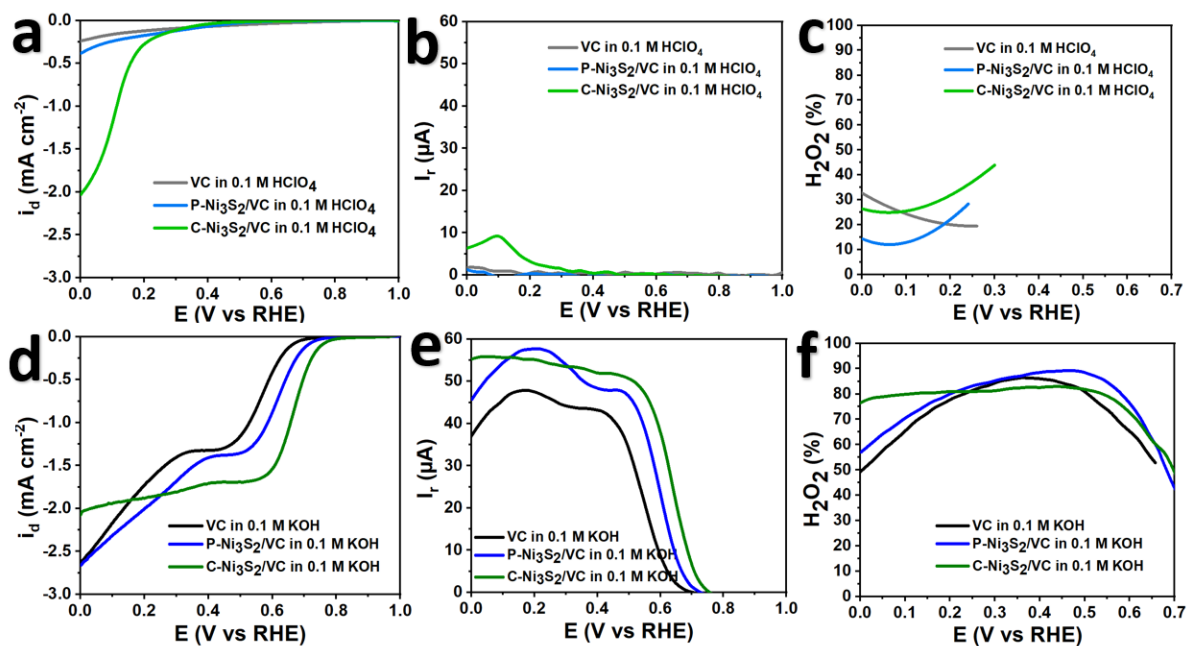 a
i_d (mA cm⁻²)
0.0
-0.5
-1.0
-1.5
-2.0
-2.5
-3.0
VC in 0.1 M HClO₄
P-Ni₃S₂/VC in 0.1 M HClO₄
C-Ni₃S₂/VC in 0.1 M HClO₄
0.0 0.2 0.4 0.6 0.8 1.0
E (V vs RHE)
b
I_r (µA)
60
50
40
30
20
10
0
VC in 0.1 M HClO₄
P-Ni₃S₂/VC in 0.1 M HClO₄
C-Ni₃S₂/VC in 0.1 M HClO₄
0.0 0.2 0.4 0.6 0.8 1.0
E (V vs RHE)
c
H₂O₂ (%)
100
90
80
70
60
50
40
30
20
10
0
VC in 0.1 M HClO₄
P-Ni₃S₂/VC in 0.1 M HClO₄
C-Ni₃S₂/VC in 0.1 M HClO₄
0.0 0.1 0.2 0.3 0.4 0.5 0.6 0.7
E (V vs RHE)
d
i_d (mA cm⁻²)
0.0
-0.5
-1.0
-1.5
-2.0
-2.5
-3.0
VC in 0.1 M KOH
P-Ni₃S₂/VC in 0.1 M KOH
C-Ni₃S₂/VC in 0.1 M KOH
0.0 0.2 0.4 0.6 0.8 1.0
E (V vs RHE)
e
I_r (µA)
60
50
40
30
20
10
0
VC in 0.1 M KOH
P-Ni₃S₂/VC in 0.1 M KOH
C-Ni₃S₂/VC in 0.1 M KOH
0.0 0.2 0.4 0.6 0.8 1.0
E (V vs RHE)
f
H₂O₂ (%)
100
90
80
70
60
50
40
30
20
10
0
VC in 0.1 M KOH
P-Ni₃S₂/VC in 0.1 M KOH
C-Ni₃S₂/VC in 0.1 M KOH
0.0 0.1 0.2 0.3 0.4 0.5 0.6 0.7
E (V vs RHE)